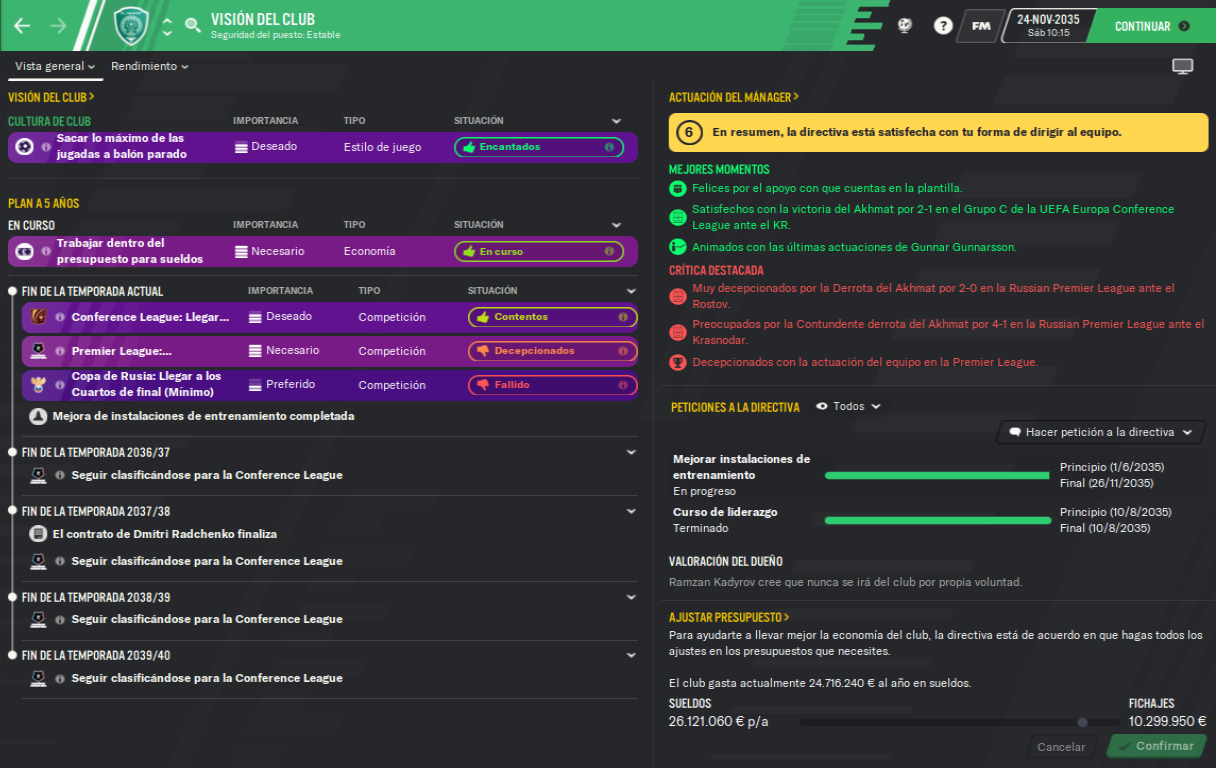 VISIÓN DEL CLUB
Seguridad del puesto: Estable
FM
24-NOV-2035
Sáb 10:15
CONTINUAR
Vista general
Rendimiento
VISIÓN DEL CLUB >
CULTURA DE CLUB
IMPORTANCIA
TIPO
SITUACIÓN
Sacar lo máximo de las
jugadas a balón parado
Deseado
Estilo de juego
Encantados
PLAN A 5 AÑOS
EN CURSO
IMPORTANCIA
TIPO
SITUACIÓN
Trabajar dentro del
presupuesto para sueldos
Necesario
Economía
En curso
FIN DE LA TEMPORADA ACTUAL
IMPORTANCIA
TIPO
SITUACIÓN
Conference League: Llegar...
Deseado
Competición
Contentos
Premier League:...
Necesario
Competición
Decepcionados
Copa de Rusia: Llegar a los
Cuartos de final (Mínimo)
Preferido
Competición
Fallido
Mejora de instalaciones de entrenamiento completada
FIN DE LA TEMPORADA 2036/37
Seguir clasificándose para la Conference League
FIN DE LA TEMPORADA 2037/38
El contrato de Dmitri Radchenko finaliza
Seguir clasificándose para la Conference League
FIN DE LA TEMPORADA 2038/39
Seguir clasificándose para la Conference League
FIN DE LA TEMPORADA 2039/40
Seguir clasificándose para la Conference League
ACTUACIÓN DEL MÁNAGER >
6
En resumen, la directiva está satisfecha con tu forma de dirigir al equipo.
MEJORES MOMENTOS
Felices por el apoyo con que cuentas en la plantilla.
Satisfechos con la victoria del Akhmat por 2-1 en el Grupo C de la UEFA Europa Conference
League ante el KR.
Animados con las últimas actuaciones de Gunnar Gunnarsson.
CRÍTICA DESTACADA
Muy decepcionados por la Derrota del Akhmat por 2-0 en la Russian Premier League ante el
Rostov.
Preocupados por la Contundente derrota del Akhmat por 4-1 en la Russian Premier League ante el
Krasnodar.
Decepcionados con la actuación del equipo en la Premier League.
PETICIONES A LA DIRECTIVA
Todos
Hacer petición a la directiva
Mejorar instalaciones de
entrenamiento
En progreso
Principio (1/6/2035)
Final (26/11/2035)
Curso de liderazgo
Terminado
Principio (10/8/2035)
Final (10/8/2035)
VALORACIÓN DEL DUEÑO
Ramzan Kadyrov cree que nunca se irá del club por propia voluntad.
AJUSTAR PRESUPUESTO >
Para ayudarte a llevar mejor la economía del club, la directiva está de acuerdo en que hagas todos los
ajustes en los presupuestos que necesites.
El club gasta actualmente 24.716.240 € al año en sueldos.
SUELDOS
26.121.060 € p/a
FICHAJES
10.299.950 €
Cancelar
Confirmar